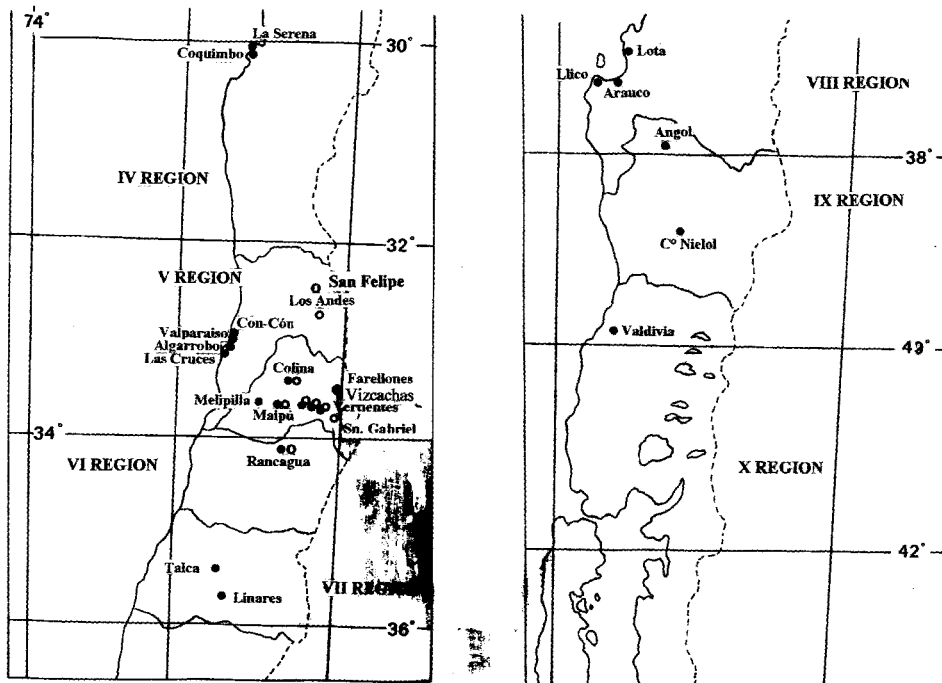 74°
La Serena
30°
Coquimbo
IV REGION
32°
V REGION
San Felipe
Los Andes
Con-Cón
Valparaiso
Algarrobo
Las Cruces
Colina
Farellones
Vizcachas
Melipilla
Maipú
Sn. Gabriel
34°
VI REGION
Rancagua
Talca
VII REGION
Linares
36°
Lota
Llico
Arauco
VIII REGION
Angol
38°
IX REGION
C° Nielol
Valdivia
X REGION
42°